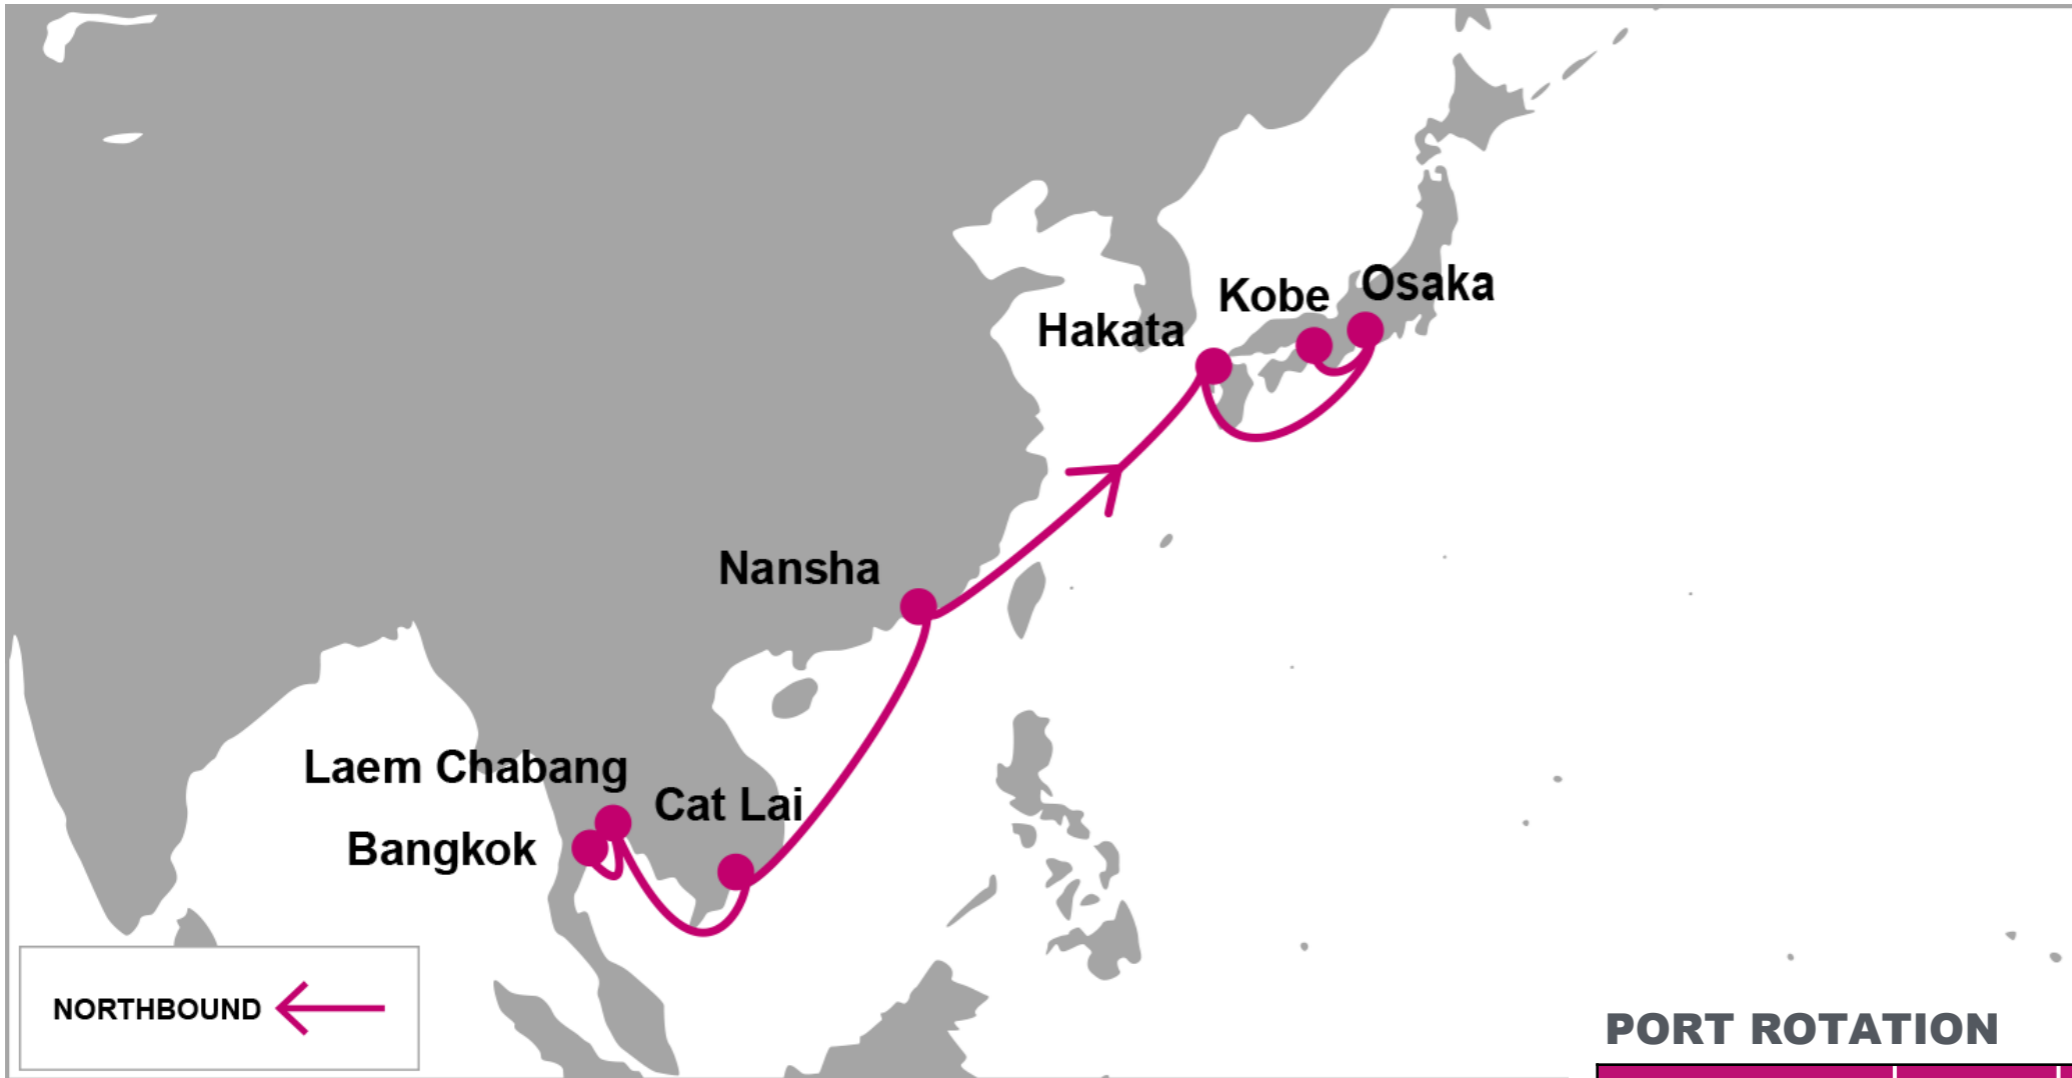 Kobe
Osaka
Hakata
Nansha
Laem Chabang
Cat Lai
Bangkok
NORTHBOUND
PORT ROTATION